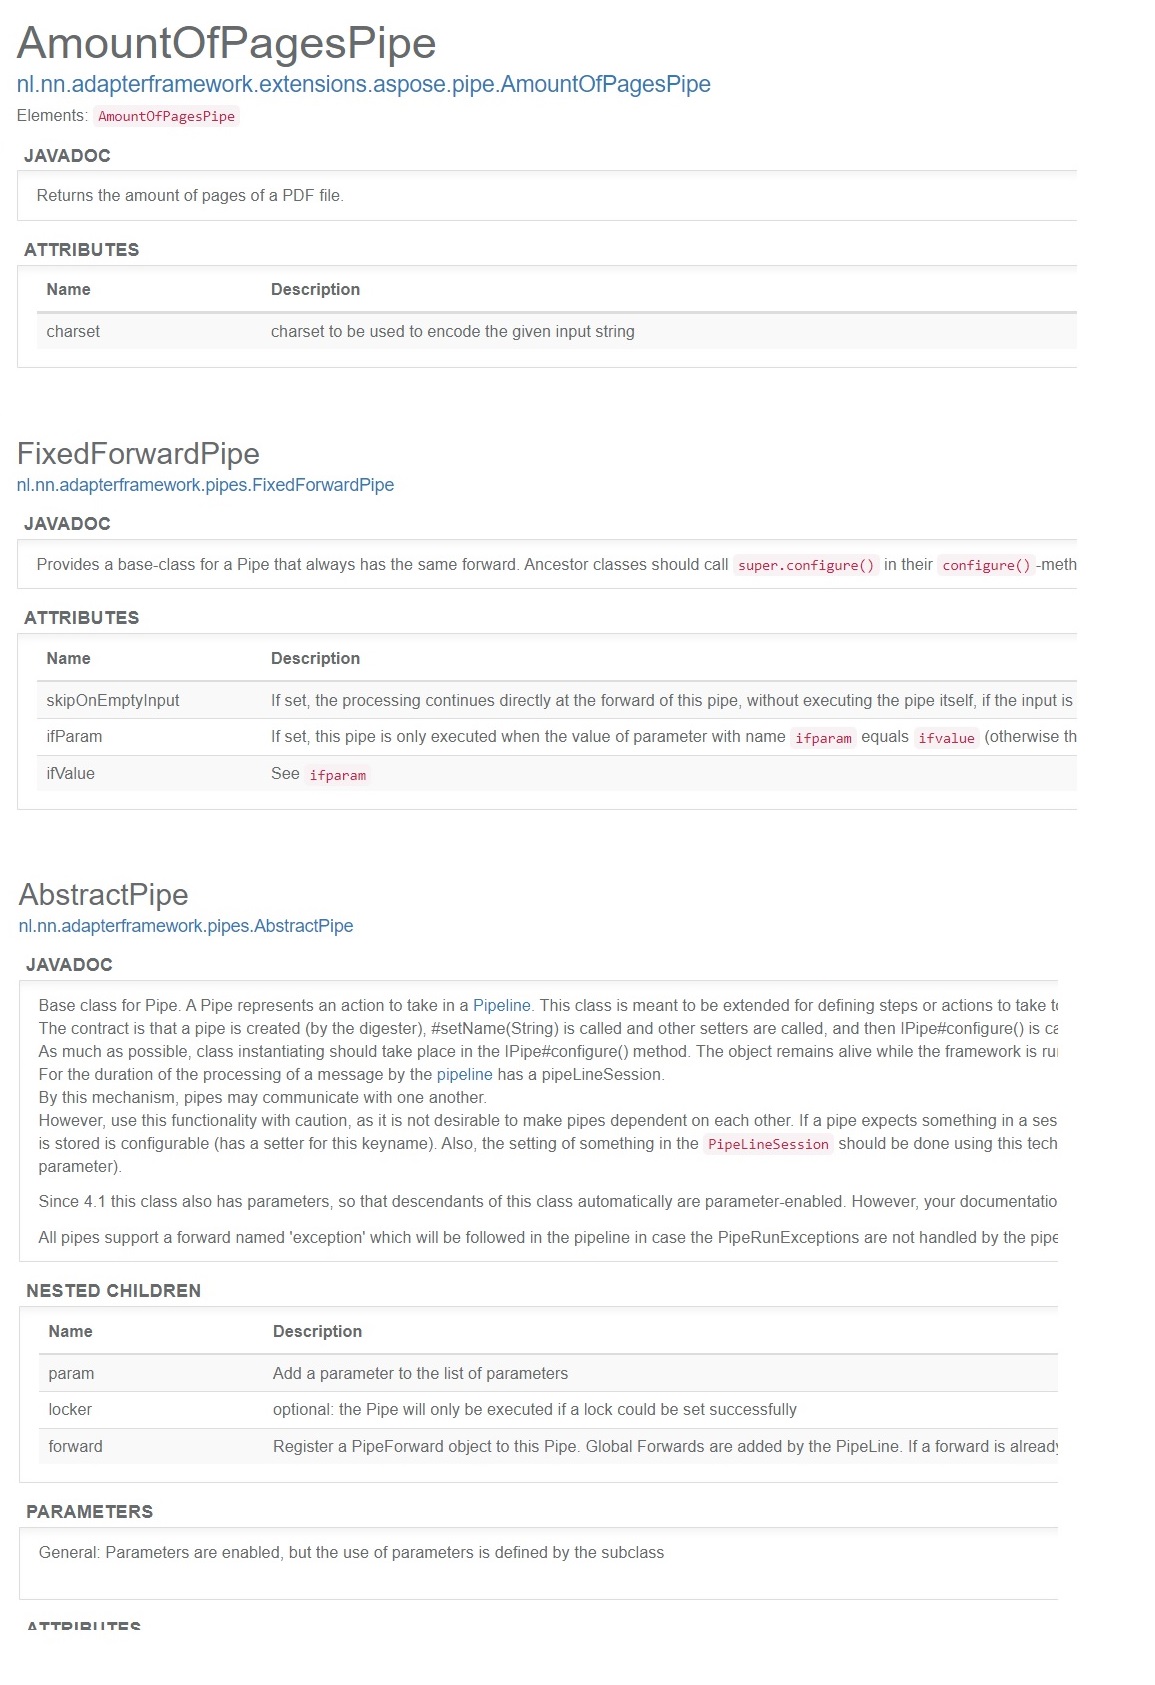 AmountOfPagesPipe
nl.nn.adapterframework.extensions.aspose.pipe.AmountOfPagesPipe
Elements: AmountOfPagesPipe
JAVADOC
Returns the amount of pages of a PDF file.
ATTRIBUTES
Name Description
charset charset to be used to encode the given input string
FixedForwardPipe
nl.nn.adapterframework.pipes.FixedForwardPipe
JAVADOC
Provides a base-class for a Pipe that always has the same forward. Ancestor classes should call super.configure() in their configure() -meth
ATTRIBUTES
Name Description
skipOnEmptyInput If set, the processing continues directly at the forward of this pipe, without executing the pipe itself, if the input is
ifParam If set, this pipe is only executed when the value of parameter with name ifparam equals ifvalue (otherwise th
ifValue See ifparam
AbstractPipe
nl.nn.adapterframework.pipes.AbstractPipe
JAVADOC
Base class for Pipe. A Pipe represents an action to take in a Pipeline. This class is meant to be extended for defining steps or actions to take
The contract is that a pipe is created (by the digester), #setName(String) is called and other setters are called, and then IPipe#configure() is ca
As much as possible, class instantiating should take place in the IPipe#configure() method. The object remains alive while the framework is ru
For the duration of the processing of a message by the pipeline has a pipeLineSession.
By this mechanism, pipes may communicate with one another.
However, use this functionality with caution, as it is not desirable to make pipes dependent on each other. If a pipe expects something in a ses
is stored is configurable (has a setter for this keyname). Also, the setting of something in the PipeLineSession should be done using this tech
parameter).
Since 4.1 this class also has parameters, so that descendants of this class automatically are parameter-enabled. However, your documentatio
All pipes support a forward named 'exception' which will be followed in the pipeline in case the PipeRunExceptions are not handled by the pipe
NESTED CHILDREN
Name Description
param Add a parameter to the list of parameters
locker optional: the Pipe will only be executed if a lock could be set successfully
forward Register a PipeForward object to this Pipe. Global Forwards are added by the PipeLine. If a forward is already
PARAMETERS
General: Parameters are enabled, but the use of parameters is defined by the subclass
ATTRIBUTES